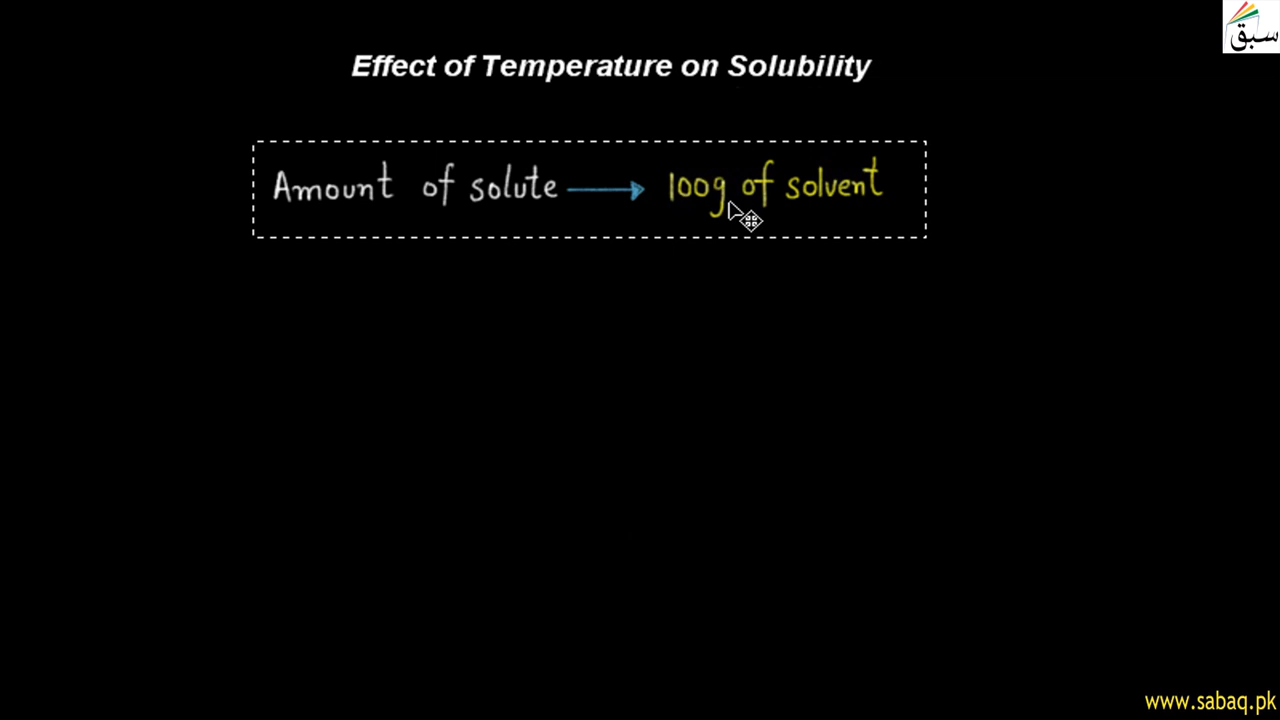 سبق
Effect of Temperature on Solubility
Amount of solute → 100g of solvent
www.sabaq.pk